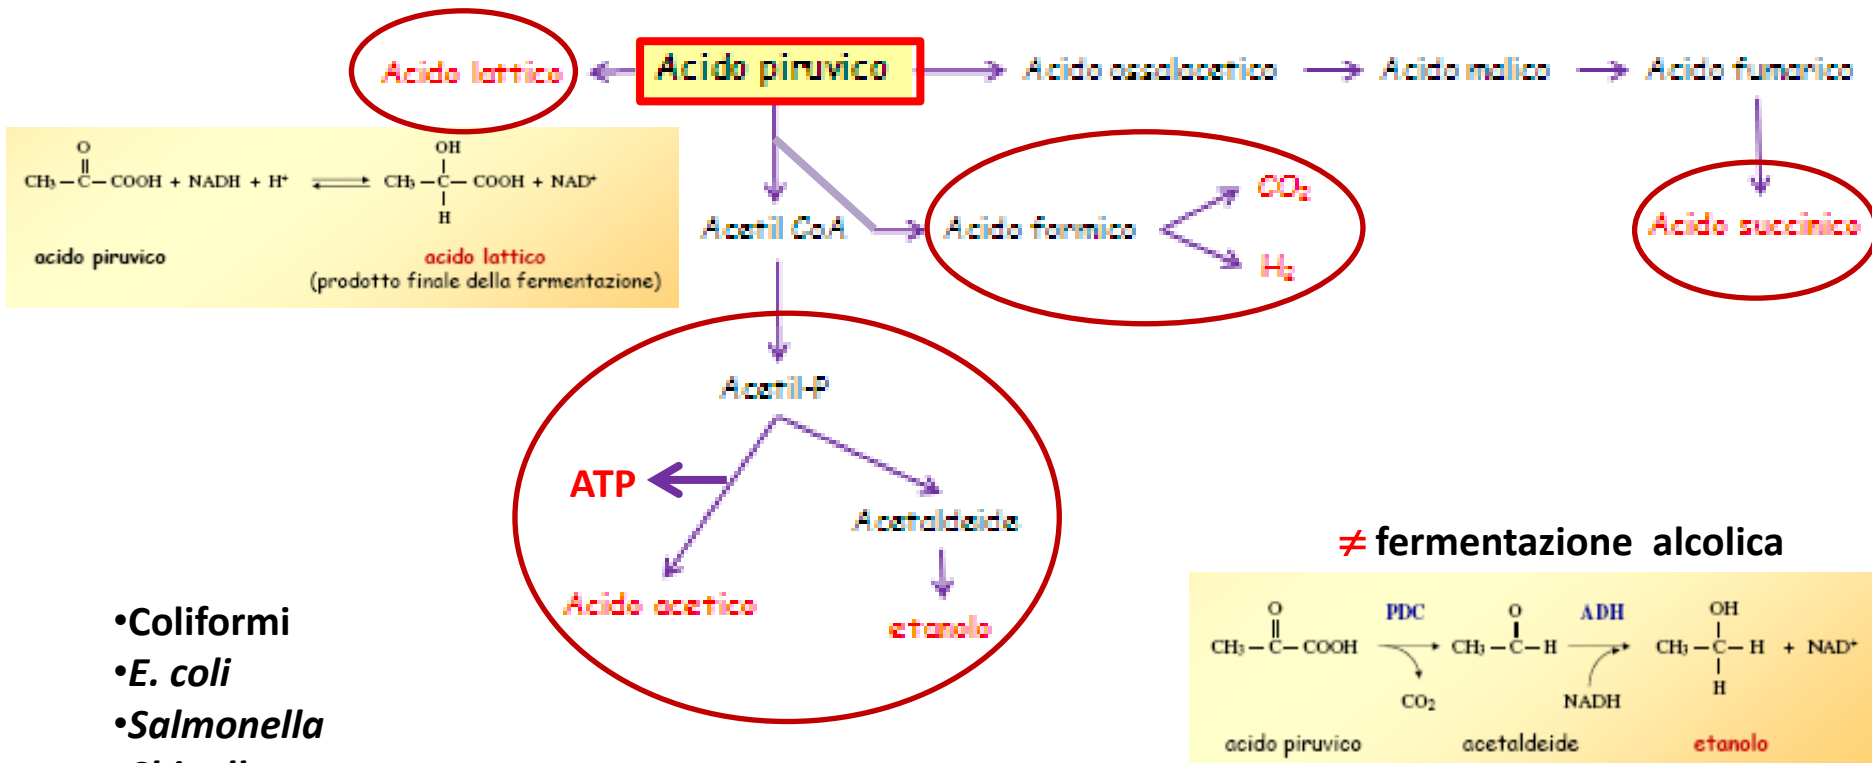 Acido lattico
Acido piruvico
Acido ossalacetico
Acido malico
Acido fumarico
O
CH₃ — C — COOH + NADH + H⁺
OH
CH₃ — C — COOH + NAD⁺
H
acido piruvico
acido lattico
(prodotto finale della fermentazione)
Acetil CoA
Acido formico
CO₂
H₂
Acido succinico
Acetil-P
ATP
Acetaldeide
Acido acetico
etanolo
•Coliformi
•E. coli
•Salmonella
≠ fermentazione alcolica
O
CH₃ — C — COOH
PDC
CO₂
O
CH₃ — C — H
ADH
NADH
OH
CH₃ — C — H + NAD⁺
H
acido piruvico
acetaldeide
etanolo